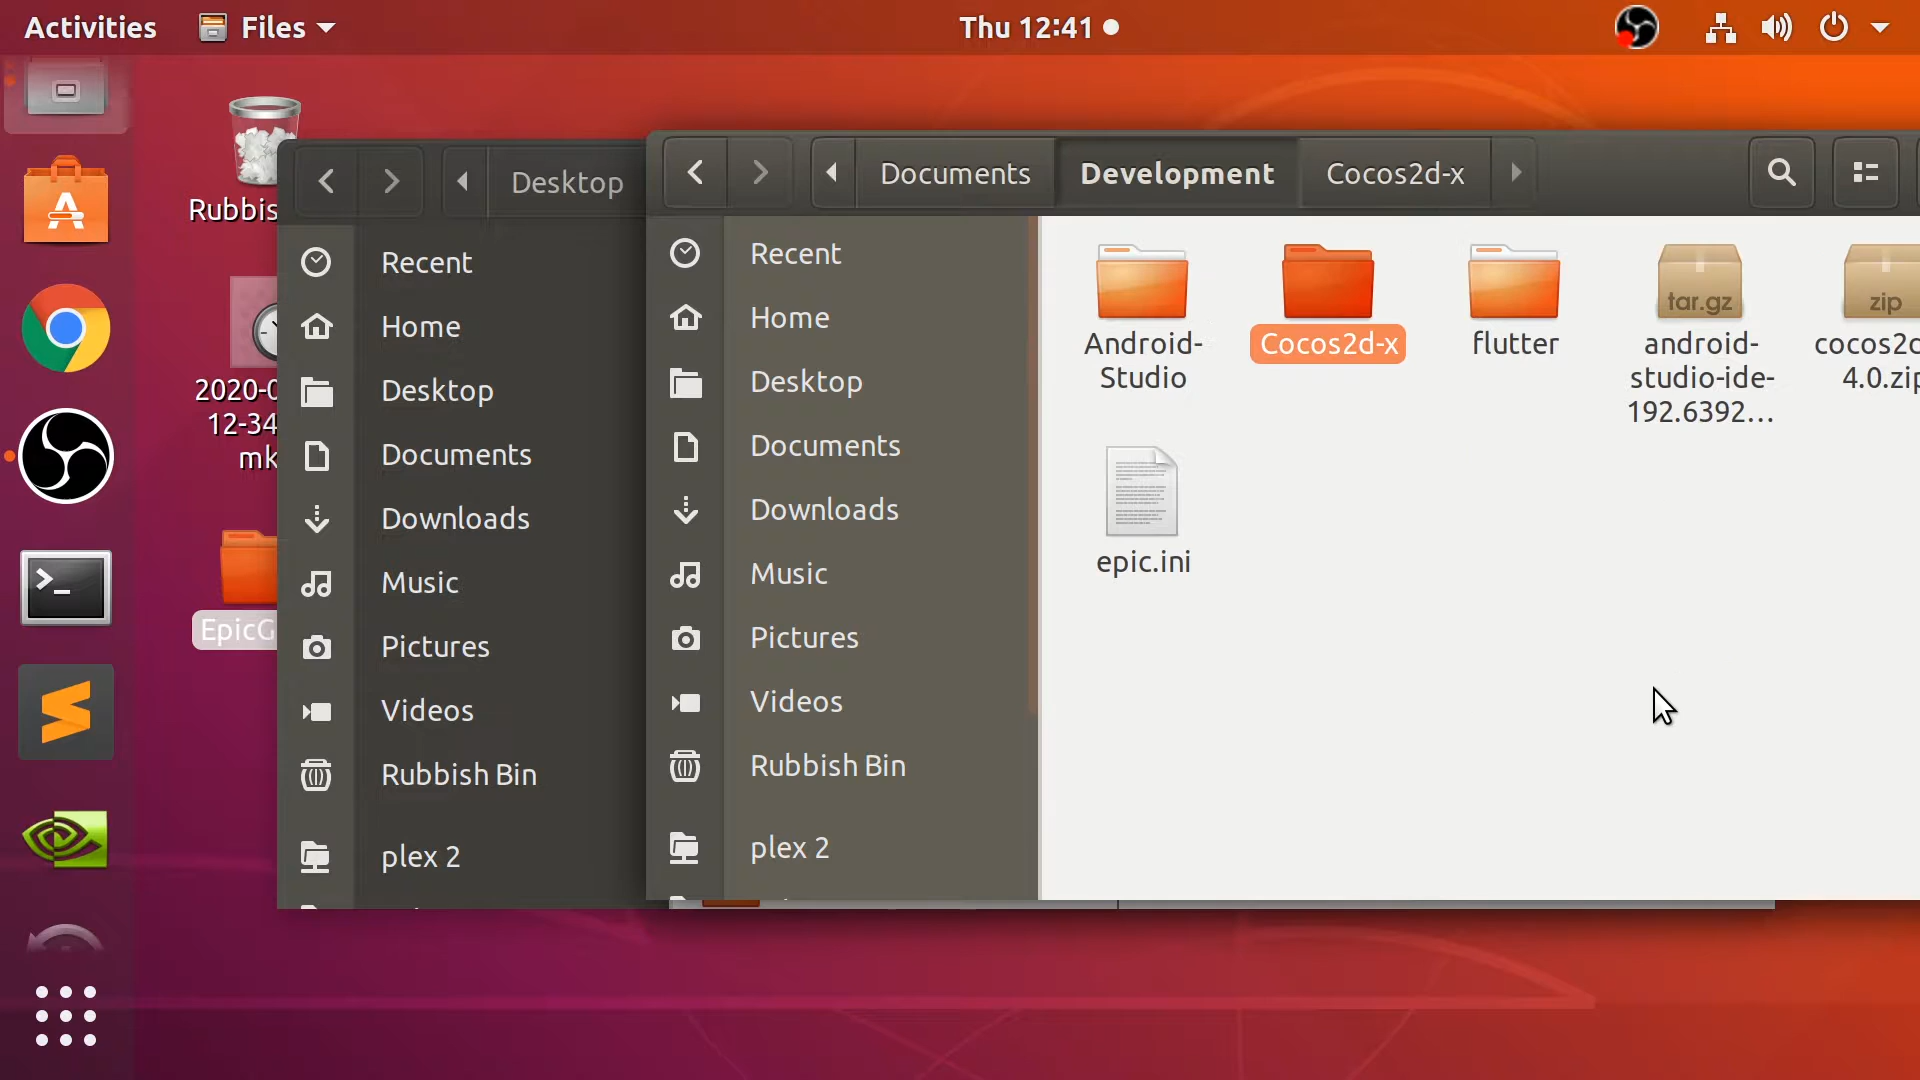 Activities
Files
Thu 12:41
Rubbis
2020-0
12-34
mk
EpicG
Desktop
Recent
Home
Desktop
Documents
Downloads
Music
Pictures
Videos
Rubbish Bin
plex 2
Documents
Development
Cocos2d-x
Recent
Home
Desktop
Documents
Downloads
Music
Pictures
Videos
Rubbish Bin
plex 2
Android-
Studio
Cocos2d-x
flutter
tar.gz
android-
studio-ide-
192.6392...
zip
cocos2d
4.0.zip
epic.ini